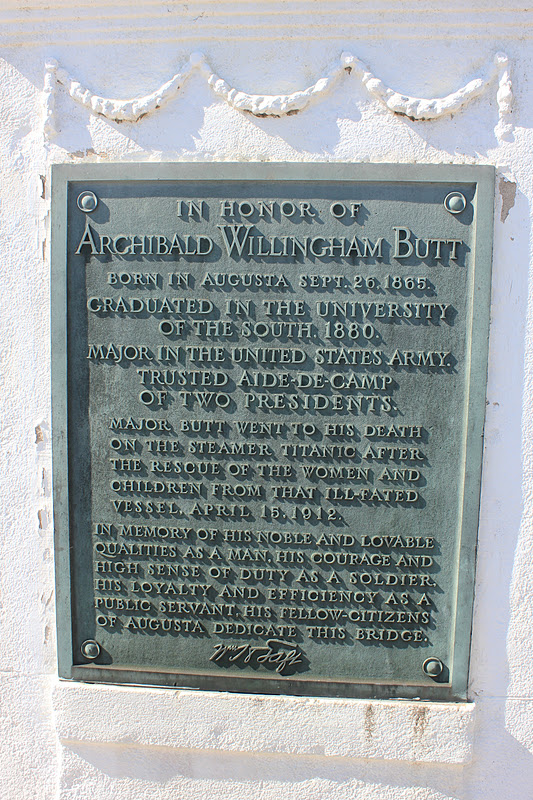 IN HONOR OF
ARCHIBALD WILLINGHAM BUTT
BORN IN AUGUSTA SEPT. 26. 1865.
GRADUATED IN THE UNIVERSITY
OF THE SOUTH. 1880.
MAJOR IN THE UNITED STATES ARMY.
TRUSTED AIDE-DE-CAMP
OF TWO PRESIDENTS.
MAJOR BUTT WENT TO HIS DEATH
ON THE STEAMER TITANIC AFTER
THE RESCUE OF THE WOMEN AND
CHILDREN FROM THAT ILL-FATED
VESSEL, APRIL 15. 1912.
IN MEMORY OF HIS NOBLE AND LOVABLE
QUALITIES AS A MAN, HIS COURAGE AND
HIGH SENSE OF DUTY AS A SOLDIER,
HIS LOYALTY AND EFFICIENCY AS A
PUBLIC SERVANT, HIS FELLOW-CITIZENS
OF AUGUSTA DEDICATE THIS BRIDGE.
Wm H Taft